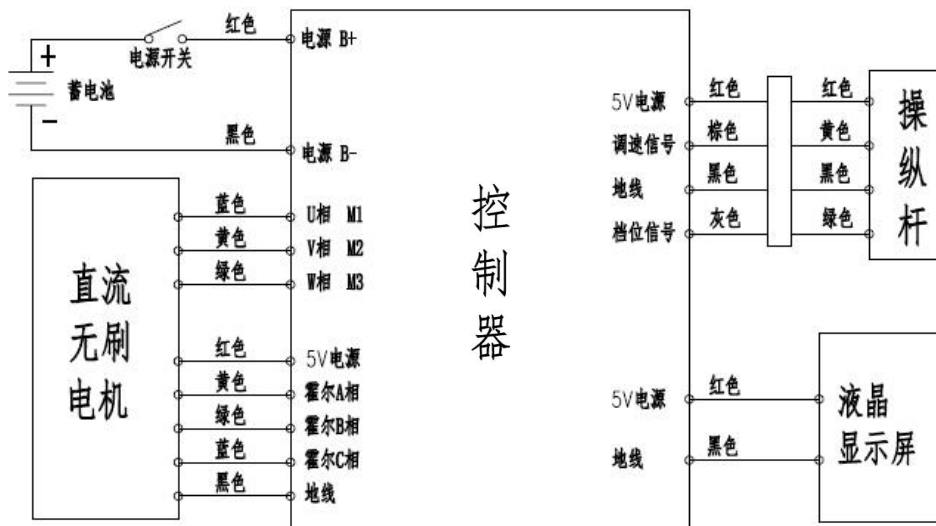 红色
电源 B+
+
电源开关
蓄电池
-
黑色
电源 B-
蓝色
U相 M1
黄色
V相 M2
绿色
W相 M3
直流
无刷
电机
红色
5V电源
黄色
霍尔A相
绿色
霍尔B相
蓝色
霍尔C相
黑色
地线
控
制
器
5V电源
红色
红色
调速信号
棕色
黄色
地线
黑色
黑色
档位信号
灰色
绿色
操
纵
杆
5V电源
红色
地线
黑色
液晶
显示屏